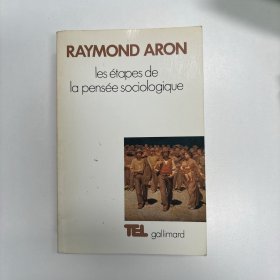 RAYMOND ARON
les étapes de
la pensée sociologique
TEL gallimard